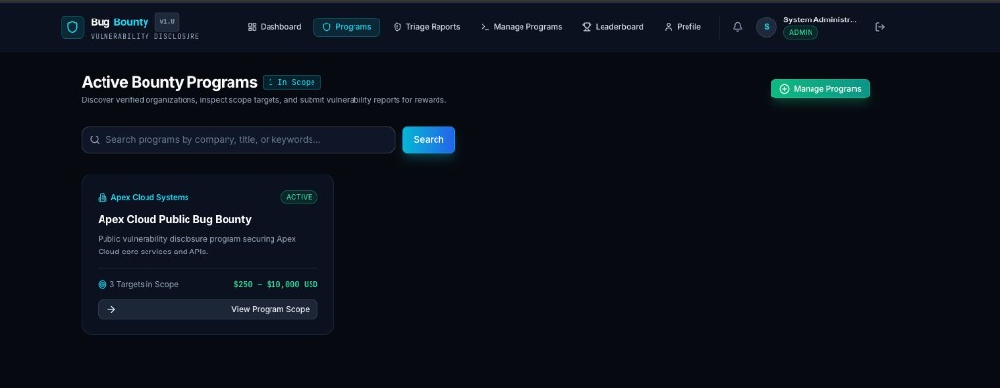 Bug Bounty v1.0
VULNERABILITY DISCLOSURE
Dashboard
Programs
Triage Reports
Manage Programs
Leaderboard
Profile
S
System Administr...
ADMIN
Active Bounty Programs
1 In Scope
Discover verified organizations, inspect scope targets, and submit vulnerability reports for rewards.
Manage Programs
Search programs by company, title, or keywords...
Search
Apex Cloud Systems
ACTIVE
Apex Cloud Public Bug Bounty
Public vulnerability disclosure program securing Apex
Cloud core services and APIs.
3 Targets in Scope
$250 – $10,000 USD
View Program Scope